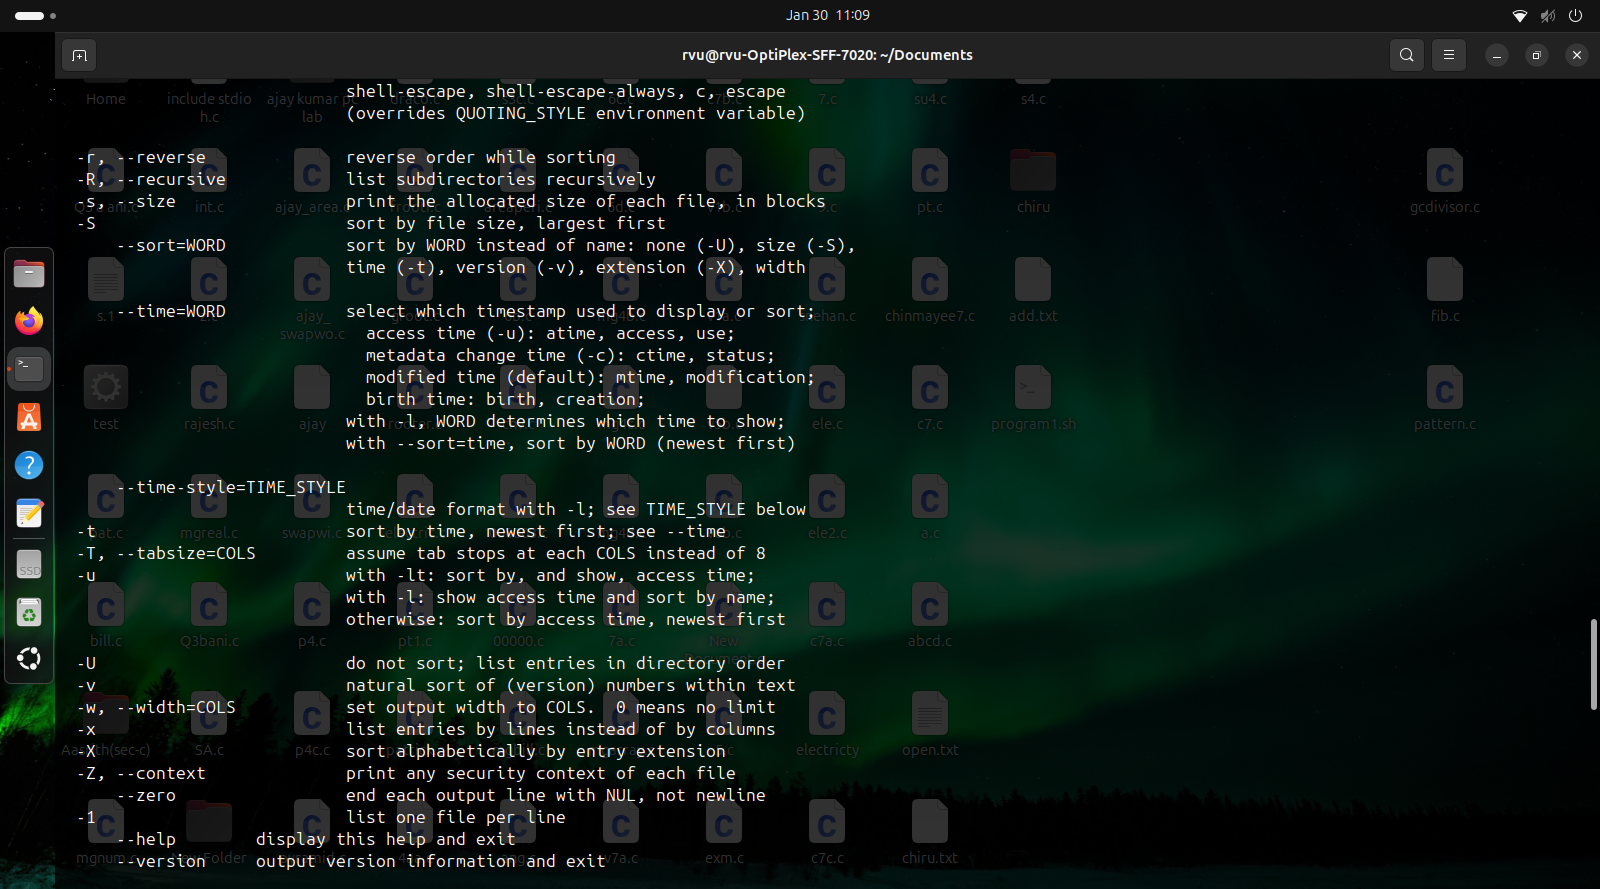 Jan 30 11:09
rvu@rvu-OptiPlex-SFF-7020: ~/Documents
shell-escape, shell-escape-always, c, escape
(overrides QUOTING_STYLE environment variable)
-r, --reverse reverse order while sorting
-R, --recursive list subdirectories recursively
-s, --size print the allocated size of each file, in blocks
-S sort by file size, largest first
--sort=WORD sort by WORD instead of name: none (-U), size (-S),
time (-t), version (-v), extension (-X), width
--time=WORD select which timestamp used to display or sort;
access time (-u): atime, access, use;
metadata change time (-c): ctime, status;
modified time (default): mtime, modification;
birth time: birth, creation;
with -l, WORD determines which time to show;
with --sort=time, sort by WORD (newest first)
--time-style=TIME_STYLE
time/date format with -l; see TIME_STYLE below
-t sort by time, newest first; see --time
-T, --tabsize=COLS assume tab stops at each COLS instead of 8
-u with -lt: sort by, and show, access time;
with -l: show access time and sort by name;
otherwise: sort by access time, newest first
-U do not sort; list entries in directory order
-v natural sort of (version) numbers within text
-w, --width=COLS set output width to COLS. 0 means no limit
-x list entries by lines instead of by columns
-X sort alphabetically by entry extension
-Z, --context print any security context of each file
--zero end each output line with NUL, not newline
-1 list one file per line
--help display this help and exit
--version output version information and exit
Home include stdio ajay kumar pc 7.c su4.c s4.c
h.c lab
int.c pt.c chiru gcdivisor.c
s.1 ajay_ chinmayee7.c add.txt fib.c
swapwo.c
test rajesh.c ajay ele.c c7.c program1.sh pattern.c
mgreal.c swapwi.c ele2.c a.c
bill.c Q3bani.c p4.c pt1.c 00000.c 7a.c New c7a.c abcd.c
SA.c p4c.c electricty open.txt
mgnum.c v7a.c exm.c c7c.c chiru.txt
SSD